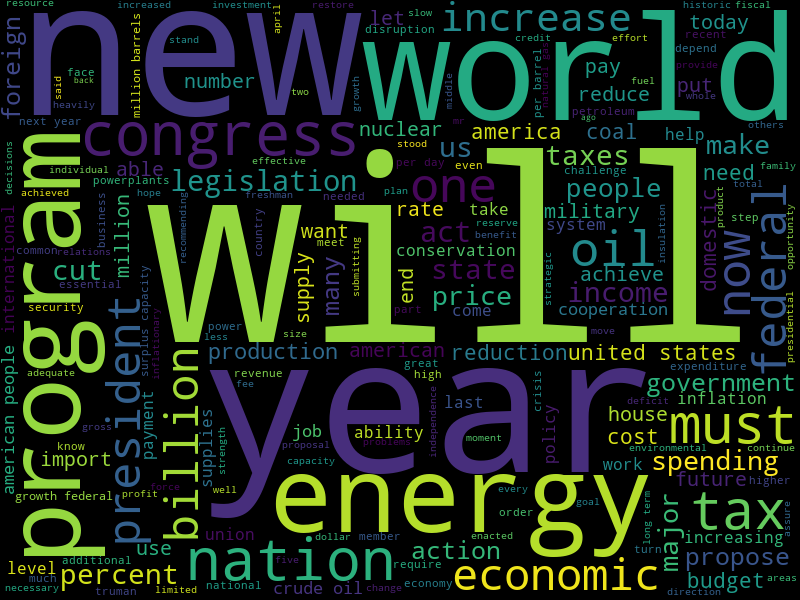 resource
increased
investment
restore
historic
fiscal
april
slow
let
increase
today
stand
disruption
credit
effort
recent
new
world
foreign
face
back
said
two
heavily
number
million barrels
growth
middle
fuel
per barrel
natural gas
pay
depend
put
provide
reduce
whole
petroleum
ago
next year
mr
others
congress
nuclear
america
coal
help
make
program
decisions
individual
able
effective
stood
us
per day
even
taxes
challenge
need
family
achieved
powerplants
legislation
total
hope
freshman
needed
plan
one
people
product
international
business
recommending
country
want
rate
take
reserve
benefit
military
step
opportunity
common
relations
million
meet
submitting
act
conservation
system
insulation
domestic
now
federal
cut
essential
many
supply
end
state
oil
achieve
will
strategic
price
income
security
surplus capacity
power
less
size
part
come
move
cooperation
presidential
president
inflationary
production
american
reduction
united states
adequate
revenue
fee
great
high
crisis
expenditure
government
american people
gross
billion
year
last
independence
deficit
house
inflation
payment
supplies
strength
job
ability
policy
cost
must
know
proposal
problems
moment
environmental
continue
import
capacity
work
spending
growth federal
profit
force
well
energy
every
goal
future
higher
order
long term
major
tax
assure
union
dollar
member
enacted
increasing
additional
use
nation
action
turn
propose
level
much
percent
five
require
necessary
truman
limited
national
crude oil
change
economy
economic
direction
budget
areas